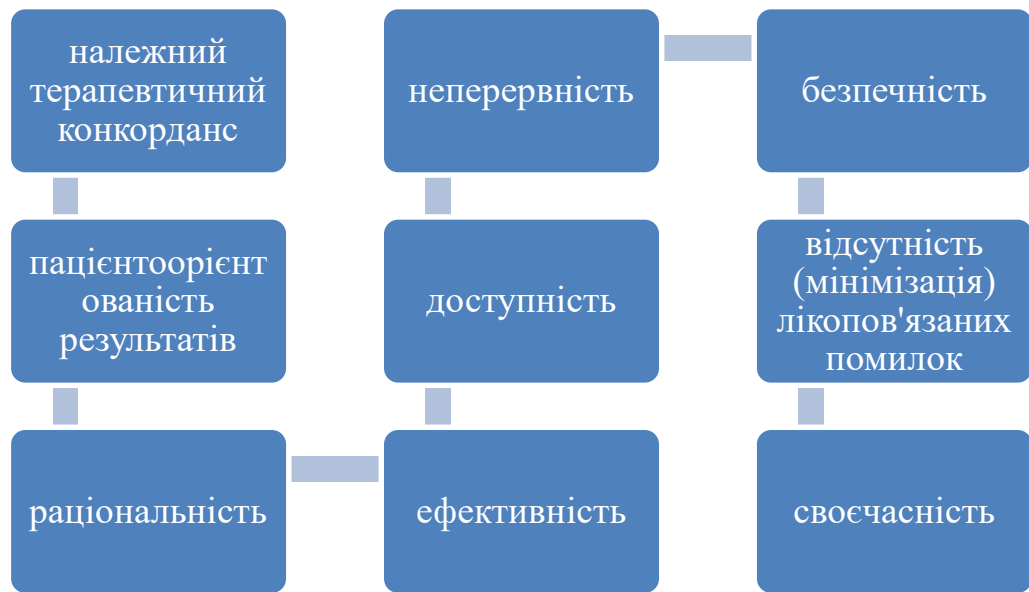 належний
терапевтичний
конкорданс
пацієнтоорієнт
ованість
результатів
раціональність
ефективність
доступність
неперервність
безпечність
відсутність
(мінімізація)
лікопов'язаних
помилок
своєчасність